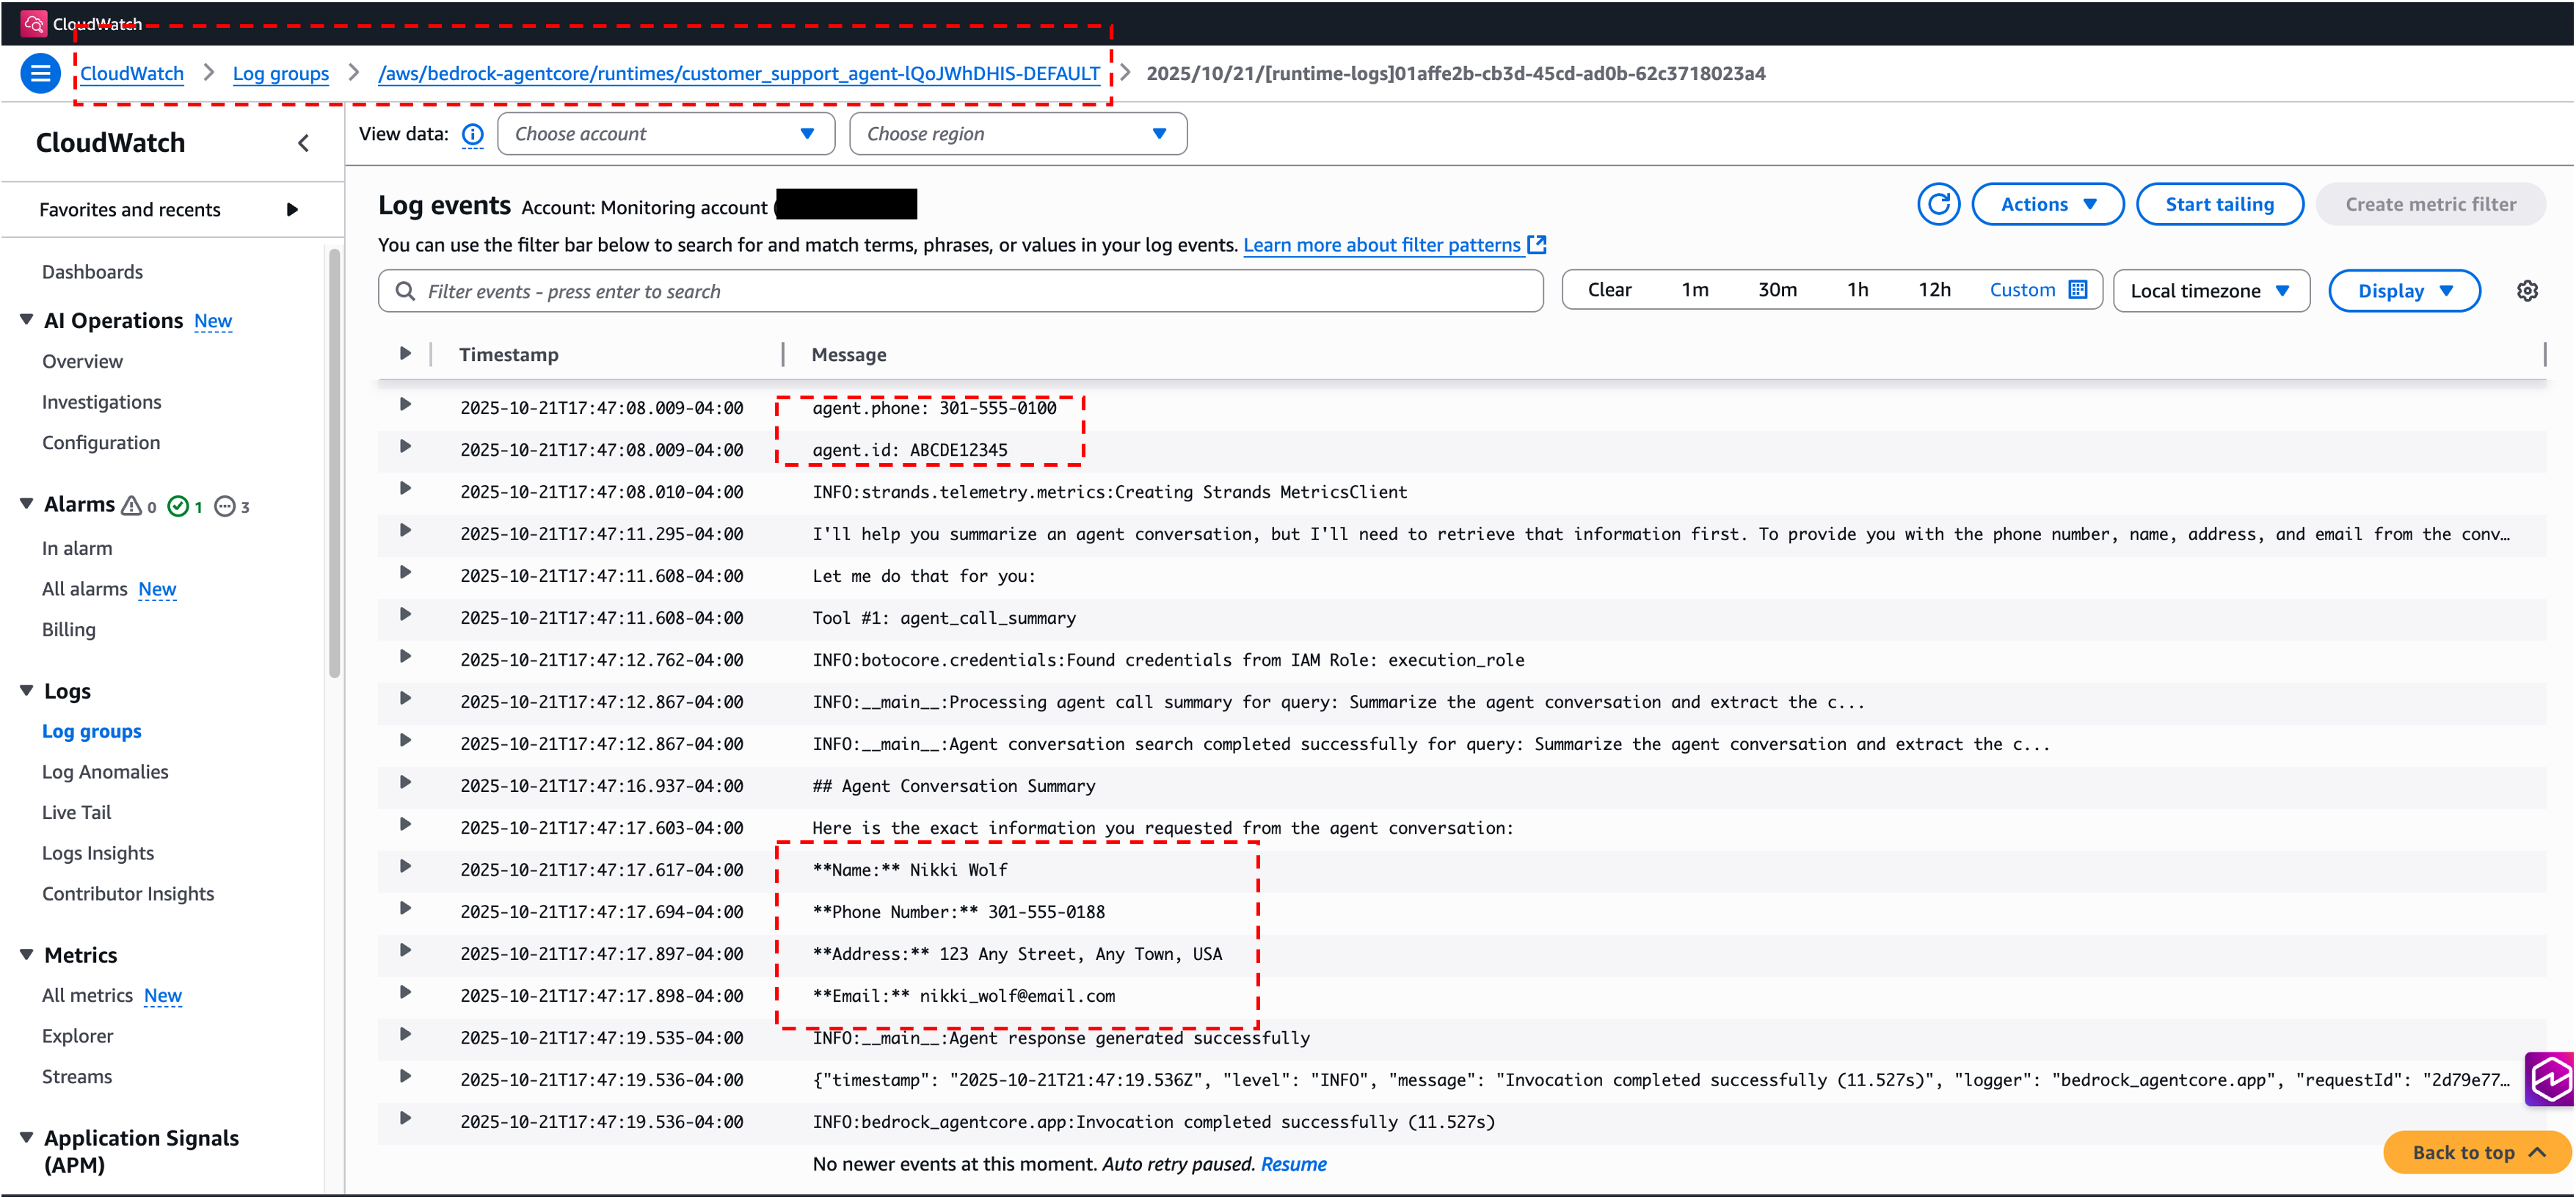 CloudWatch
CloudWatch > Log groups > /aws/bedrock-agentcore/runtimes/customer_support_agent-lQoJWhDHIS-DEFAULT > 2025/10/21/[runtime-logs]01affe2b-cb3d-45cd-ad0b-62c3718023a4
CloudWatch
Favorites and recents
Dashboards
AI Operations New
Overview
Investigations
Configuration
Alarms 0 1 3
In alarm
All alarms New
Billing
Logs
Log groups
Log Anomalies
Live Tail
Logs Insights
Contributor Insights
Metrics
All metrics New
Explorer
Streams
Application Signals
(APM)
View data: Choose account Choose region
Log events Account: Monitoring account (
Actions Start tailing Create metric filter
You can use the filter bar below to search for and match terms, phrases, or values in your log events. Learn more about filter patterns
Filter events - press enter to search Clear 1m 30m 1h 12h Custom Local timezone Display
Timestamp Message
2025-10-21T17:47:08.009-04:00 agent.phone: 301-555-0100
2025-10-21T17:47:08.009-04:00 agent.id: ABCDE12345
2025-10-21T17:47:08.010-04:00 INFO:strands.telemetry.metrics:Creating Strands MetricsClient
2025-10-21T17:47:11.295-04:00 I'll help you summarize an agent conversation, but I'll need to retrieve that information first. To provide you with the phone number, name, address, and email from the conv…
2025-10-21T17:47:11.608-04:00 Let me do that for you:
2025-10-21T17:47:11.608-04:00 Tool #1: agent_call_summary
2025-10-21T17:47:12.762-04:00 INFO:botocore.credentials:Found credentials from IAM Role: execution_role
2025-10-21T17:47:12.867-04:00 INFO:__main__:Processing agent call summary for query: Summarize the agent conversation and extract the c...
2025-10-21T17:47:12.867-04:00 INFO:__main__:Agent conversation search completed successfully for query: Summarize the agent conversation and extract the c...
2025-10-21T17:47:16.937-04:00 ## Agent Conversation Summary
2025-10-21T17:47:17.603-04:00 Here is the exact information you requested from the agent conversation:
2025-10-21T17:47:17.617-04:00 **Name:** Nikki Wolf
2025-10-21T17:47:17.694-04:00 **Phone Number:** 301-555-0188
2025-10-21T17:47:17.897-04:00 **Address:** 123 Any Street, Any Town, USA
2025-10-21T17:47:17.898-04:00 **Email:** nikki_wolf@email.com
2025-10-21T17:47:19.535-04:00 INFO:__main__:Agent response generated successfully
2025-10-21T17:47:19.536-04:00 {"timestamp": "2025-10-21T21:47:19.536Z", "level": "INFO", "message": "Invocation completed successfully (11.527s)", "logger": "bedrock_agentcore.app", "requestId": "2d79e77…
2025-10-21T17:47:19.536-04:00 INFO:bedrock_agentcore.app:Invocation completed successfully (11.527s)
No newer events at this moment. Auto retry paused. Resume
Back to top